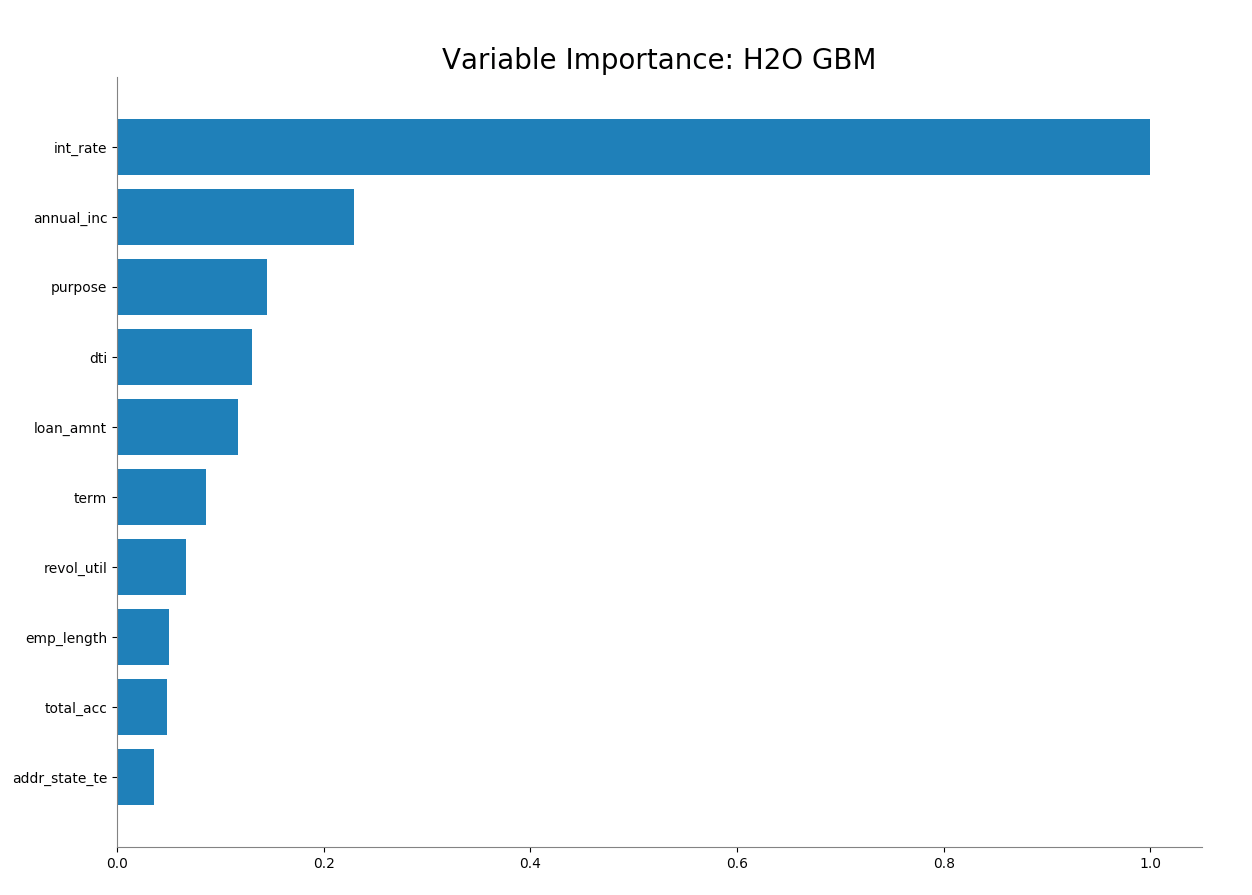 Variable Importance: H2O GBM
int_rate
annual_inc
purpose
dti
loan_amnt
term
revol_util
emp_length
total_acc
addr_state_te
0.0 0.2 0.4 0.6 0.8 1.0